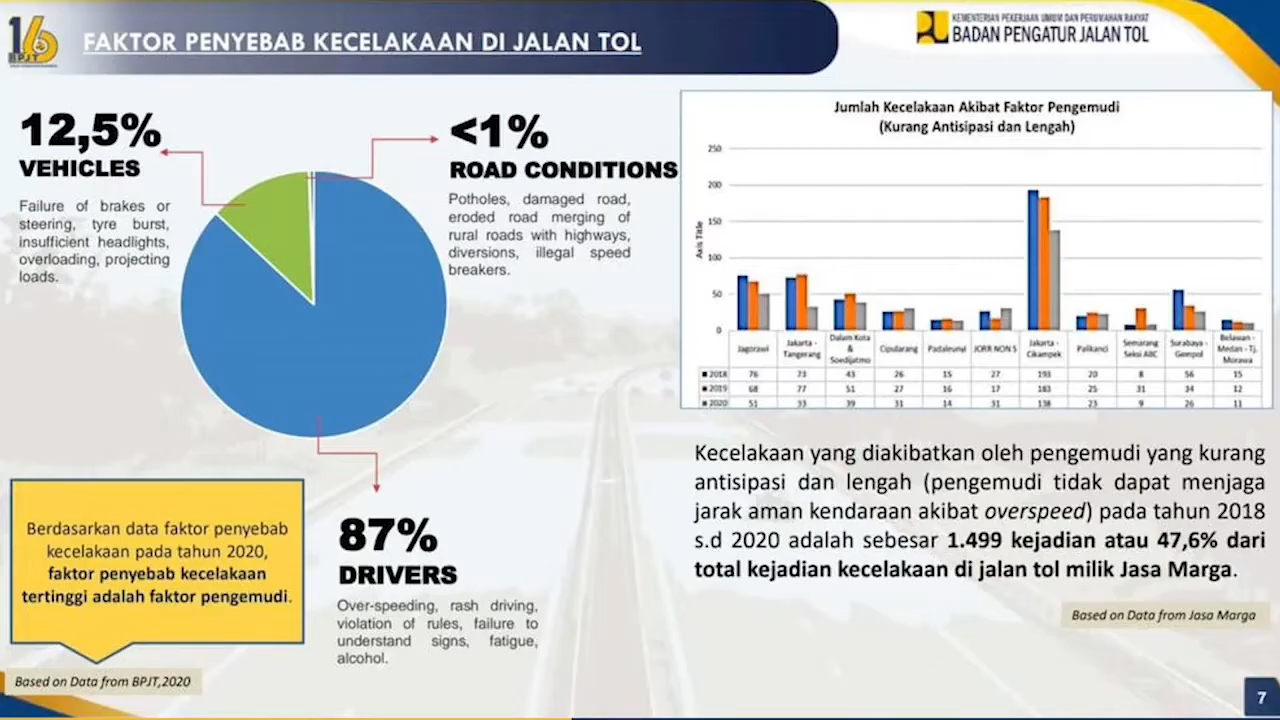 16
BPJT
FAKTOR PENYEBAB KECELAKAAN DI JALAN TOL
KEMENTERIAN PEKERJAAN UMUM DAN PERUMAHAN RAKYAT
BADAN PENGATUR JALAN TOL
12,5%
VEHICLES
Failure of brakes or
steering, tyre burst,
insufficient headlights,
overloading, projecting
loads.
<1%
ROAD CONDITIONS
Potholes, damaged road,
eroded road merging of
rural roads with highways,
diversions, illegal speed
breakers.
87%
DRIVERS
Over-speeding, rash driving,
violation of rules, failure to
understand signs, fatigue,
alcohol.
Berdasarkan data faktor penyebab
kecelakaan pada tahun 2020,
faktor penyebab kecelakaan
tertinggi adalah faktor pengemudi.
Based on Data from BPJT,2020
Jumlah Kecelakaan Akibat Faktor Pengemudi
(Kurang Antisipasi dan Lengah)
Axis Title
250
200
150
100
50
0
Jagorawi
Jakarta -
Tangerang
Dalam Kota
&
Soedijatmo
Cipularang
Padaleunyi
JORR NON S
Jakarta -
Cikampek
Palikanci
Semarang
Seksi ABC
Surabaya -
Gempol
Belawan -
Medan - Tj.
Morawa
2018 76 73 43 26 15 27 193 20 8 56 15
2019 68 77 51 27 16 17 183 25 31 34 12
2020 51 33 39 31 14 31 138 23 9 26 11
Kecelakaan yang diakibatkan oleh pengemudi yang kurang
antisipasi dan lengah (pengemudi tidak dapat menjaga
jarak aman kendaraan akibat overspeed) pada tahun 2018
s.d 2020 adalah sebesar 1.499 kejadian atau 47,6% dari
total kejadian kecelakaan di jalan tol milik Jasa Marga.
Based on Data from Jasa Marga
7